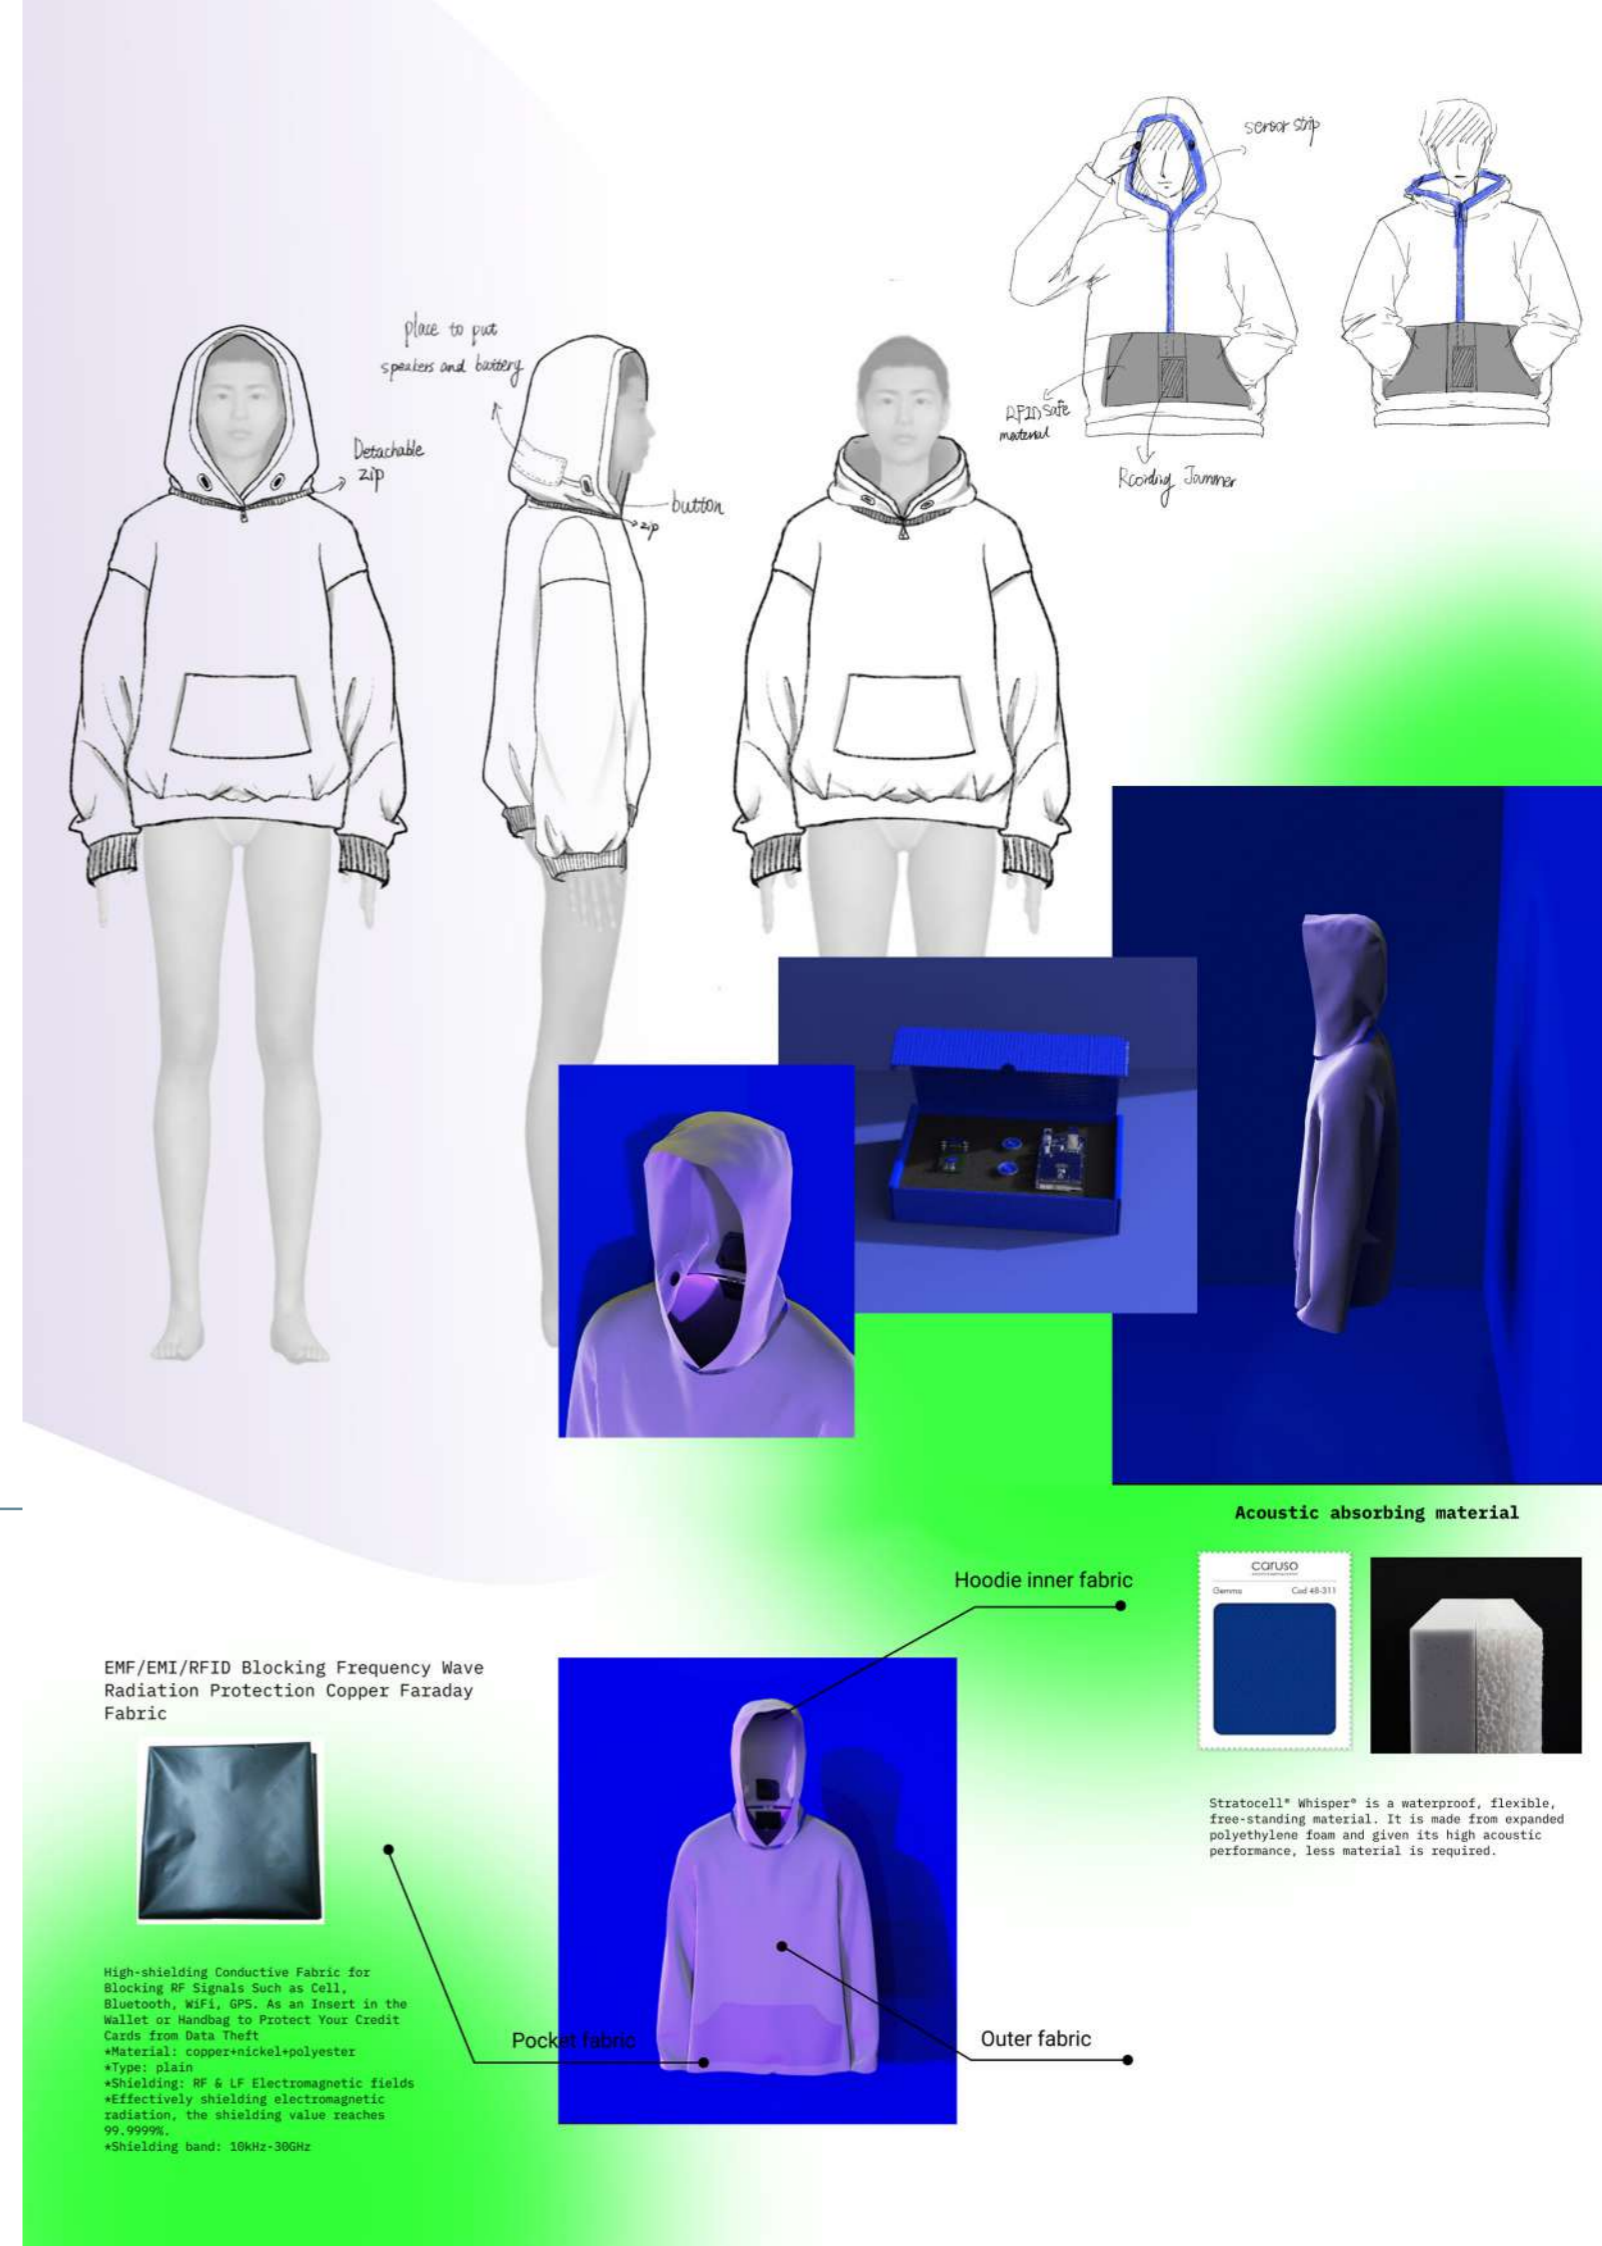 sensor strip
place to put
speakers and battery
Detachable
zip
button
zip
RFID safe
material
Rcoiding Jammer
Acoustic absorbing material
caruso
Gemma Cod 48-311
Hoodie inner fabric
EMF/EMI/RFID Blocking Frequency Wave
Radiation Protection Copper Faraday
Fabric
Stratocell® Whisper® is a waterproof, flexible,
free-standing material. It is made from expanded
polyethylene foam and given its high acoustic
performance, less material is required.
High-shielding Conductive Fabric for
Blocking RF Signals Such as Cell,
Bluetooth, WiFi, GPS. As an Insert in the
Wallet or Handbag to Protect Your Credit
Cards from Data Theft
*Material: copper+nickel+polyester
*Type: plain
*Shielding: RF & LF Electromagnetic fields
*Effectively shielding electromagnetic
radiation, the shielding value reaches
99.9999%.
*Shielding band: 10kHz-30GHz
Pocket fabric
Outer fabric